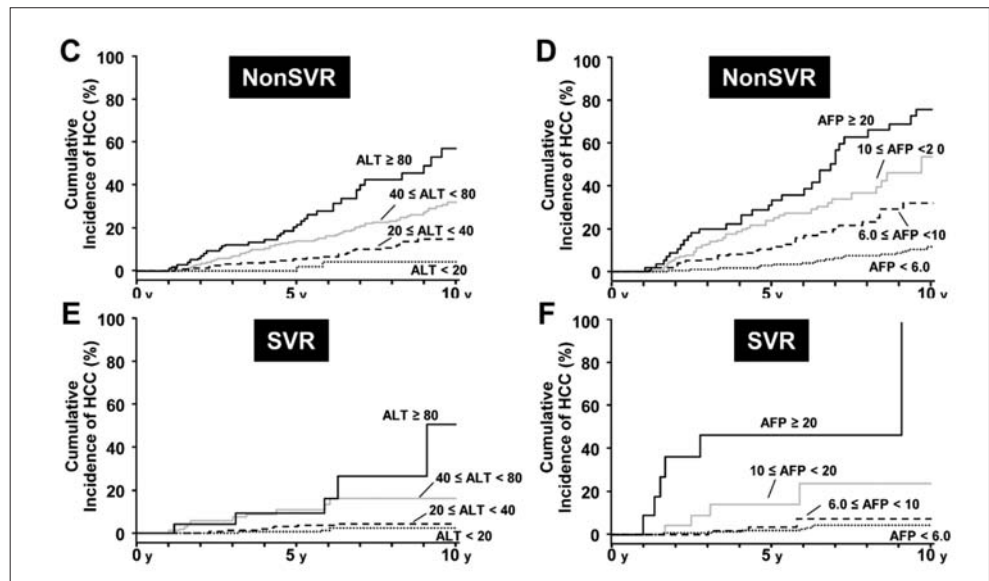 C
NonSVR
Cumulative
Incidence of HCC (%)
100
80
60
40
20
0
ALT ≥ 80
40 ≤ ALT < 80
20 ≤ ALT < 40
ALT < 20
0 y
5 y
10 y
D
NonSVR
Cumulative
Incidence of HCC (%)
100
80
60
40
20
0
AFP ≥ 20
10 ≤ AFP <2 0
6.0 ≤ AFP <10
AFP < 6.0
0 y
5 y
10 y
E
SVR
Cumulative
Incidence of HCC (%)
100
80
60
40
20
0
ALT ≥ 80
40 ≤ ALT < 80
20 ≤ ALT < 40
ALT < 20
0 y
5 y
10 y
F
SVR
Cumulative
Incidence of HCC (%)
100
80
60
40
20
0
AFP ≥ 20
10 ≤ AFP < 20
6.0 ≤ AFP < 10
AFP < 6.0
0 y
5 y
10 y